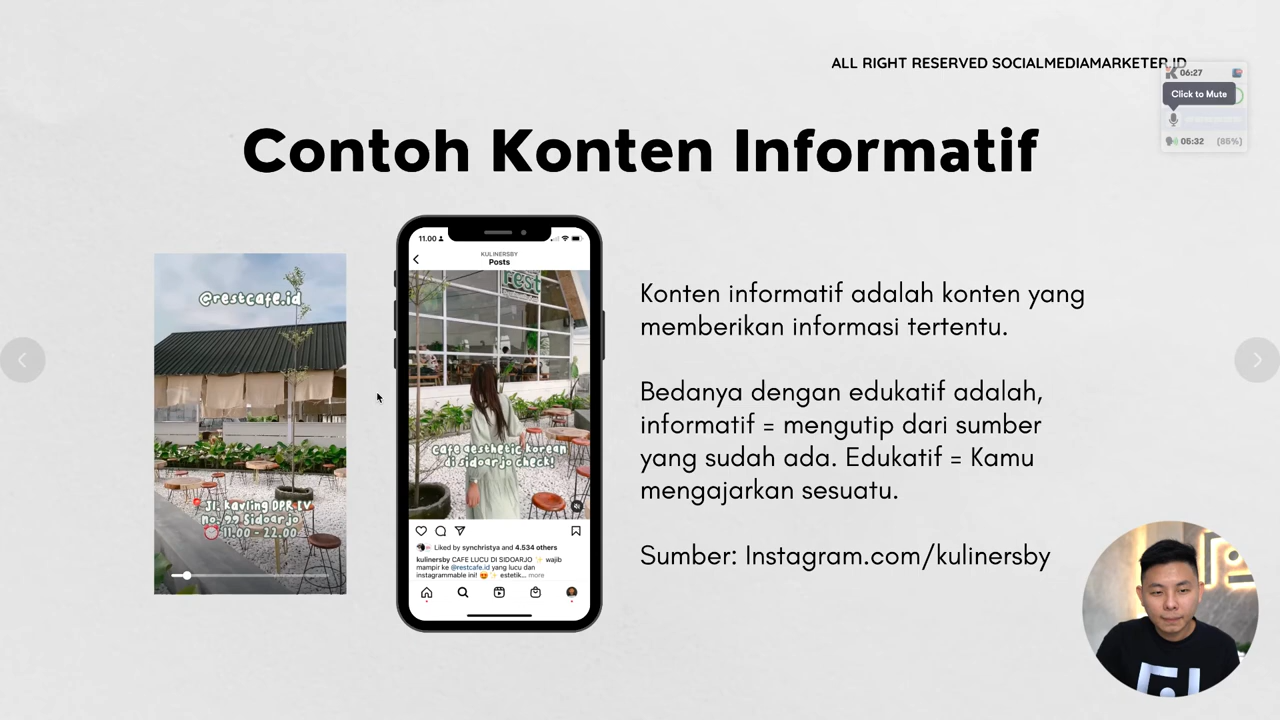 ALL RIGHT RESERVED SOCIALMEDIAMARKETER.ID
06:27
Click to Mute
05:32 (85%)
Contoh Konten Informatif
@restcafe.id
Jl. Kavling DPR IV
no. 99 Sidoarjo
11.00 - 22.00
11.00
KULINERSBY
Posts
rest
Cafe aesthetic korean
di sidoarjo check!
Liked by synchristya and 4.534 others
kulinersby CAFE LUCU DI SIDOARJO ✨ wajib
mampir ke @restcafe.id yang lucu dan
instagrammable ini! 😍 ✨ estetik... more
Konten informatif adalah konten yang
memberikan informasi tertentu.
Bedanya dengan edukatif adalah,
informatif = mengutip dari sumber
yang sudah ada. Edukatif = Kamu
mengajarkan sesuatu.
Sumber: Instagram.com/kulinersby